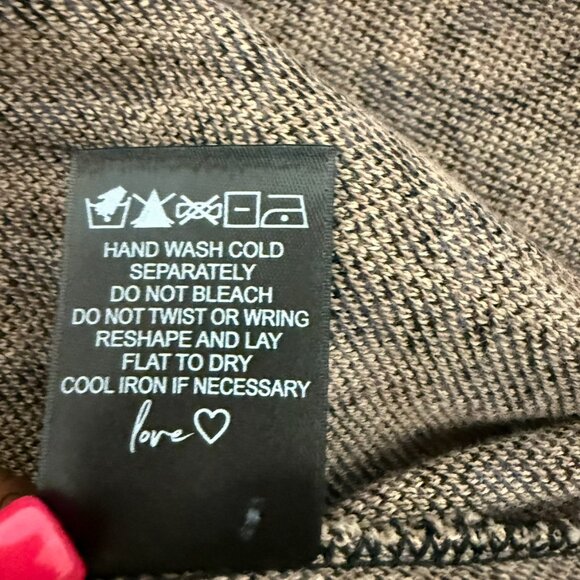 HAND WASH COLD
SEPARATELY
DO NOT BLEACH
DO NOT TWIST OR WRING
RESHAPE AND LAY
FLAT TO DRY
COOL IRON IF NECESSARY
love♡